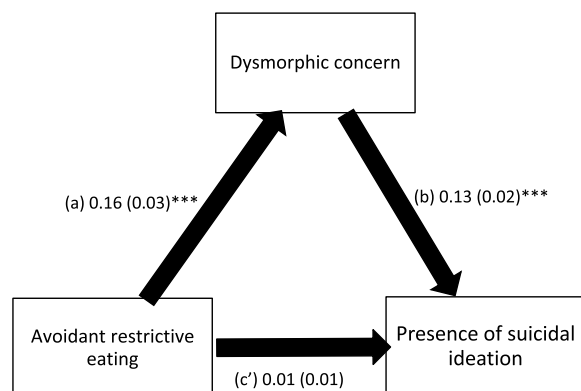 Dysmorphic concern
(a) 0.16 (0.03)***
(b) 0.13 (0.02)***
Avoidant restrictive
eating
Presence of suicidal
ideation
(c’) 0.01 (0.01)